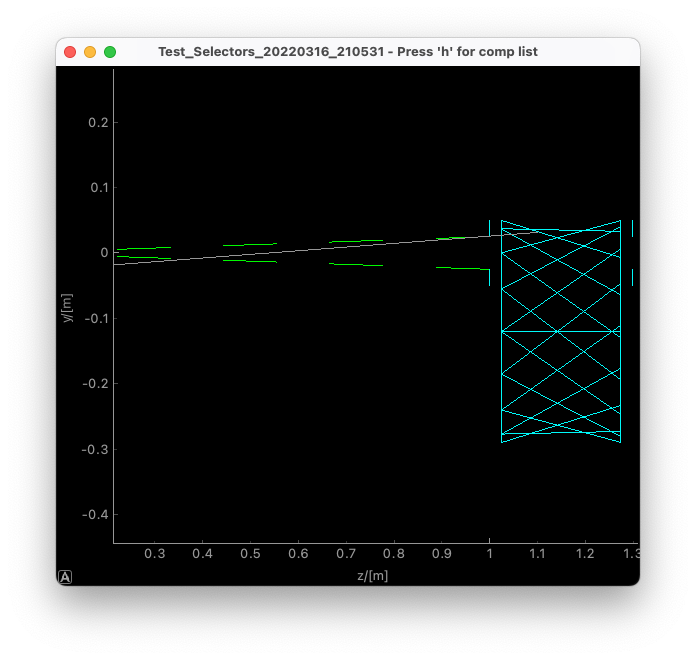 Test_Selectors_20220316_210531 - Press 'h' for comp list
0.2
0.1
0
-0.1
-0.2
-0.3
-0.4
y/[m]
0.3 0.4 0.5 0.6 0.7 0.8 0.9 1 1.1 1.2 1.3
z/[m]
A